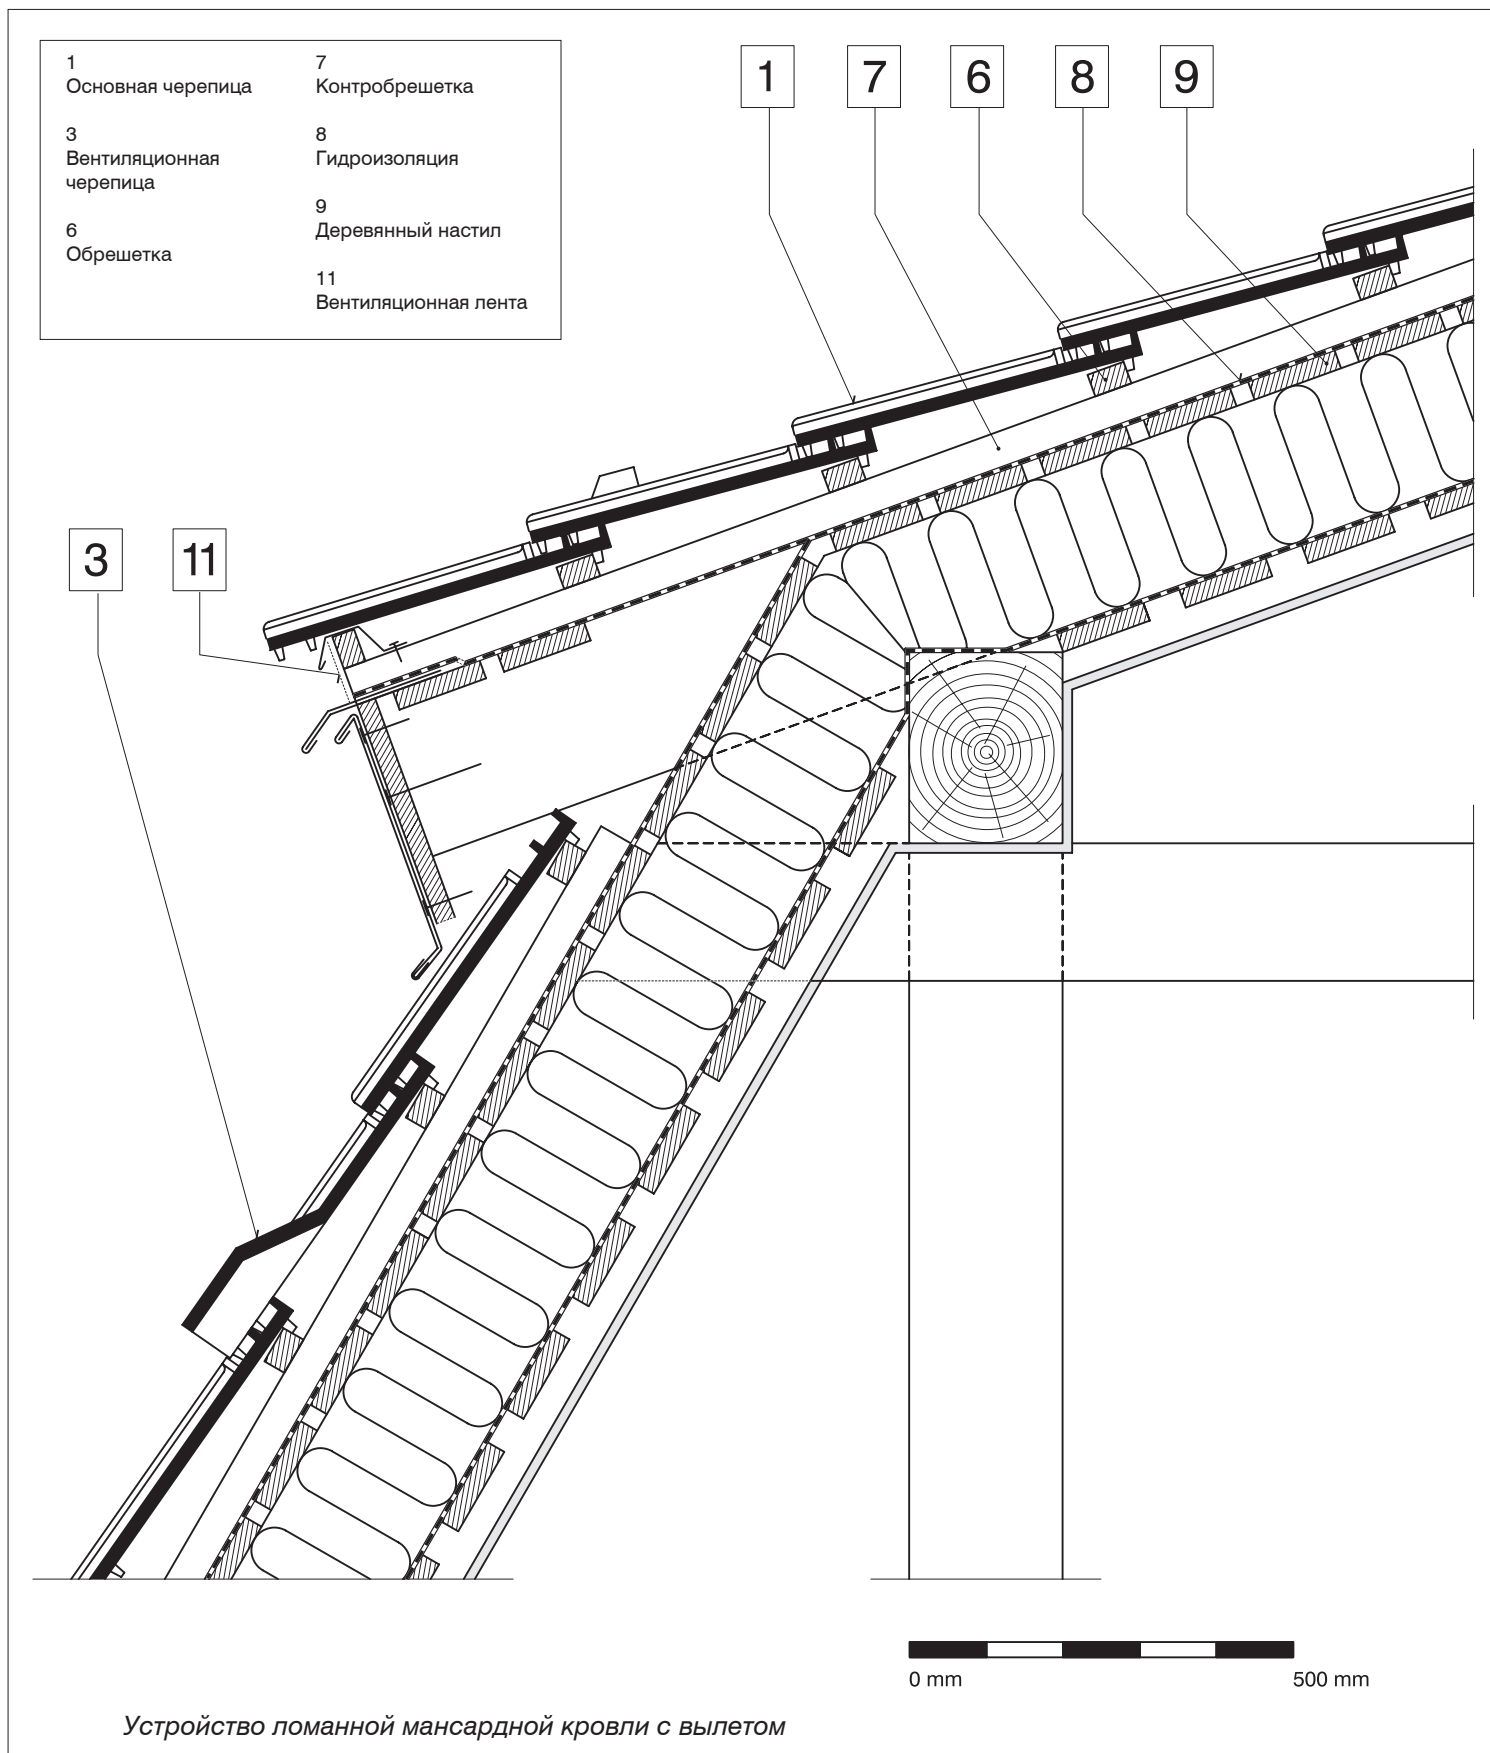 1
Основная черепица
3
Вентиляционная
черепица
6
Обрешетка
7
Контробрешетка
8
Гидроизоляция
9
Деревянный настил
11
Вентиляционная лента
1 7 6 8 9
3 11
0 mm 500 mm
Устройство ломанной мансардной кровли с вылетом